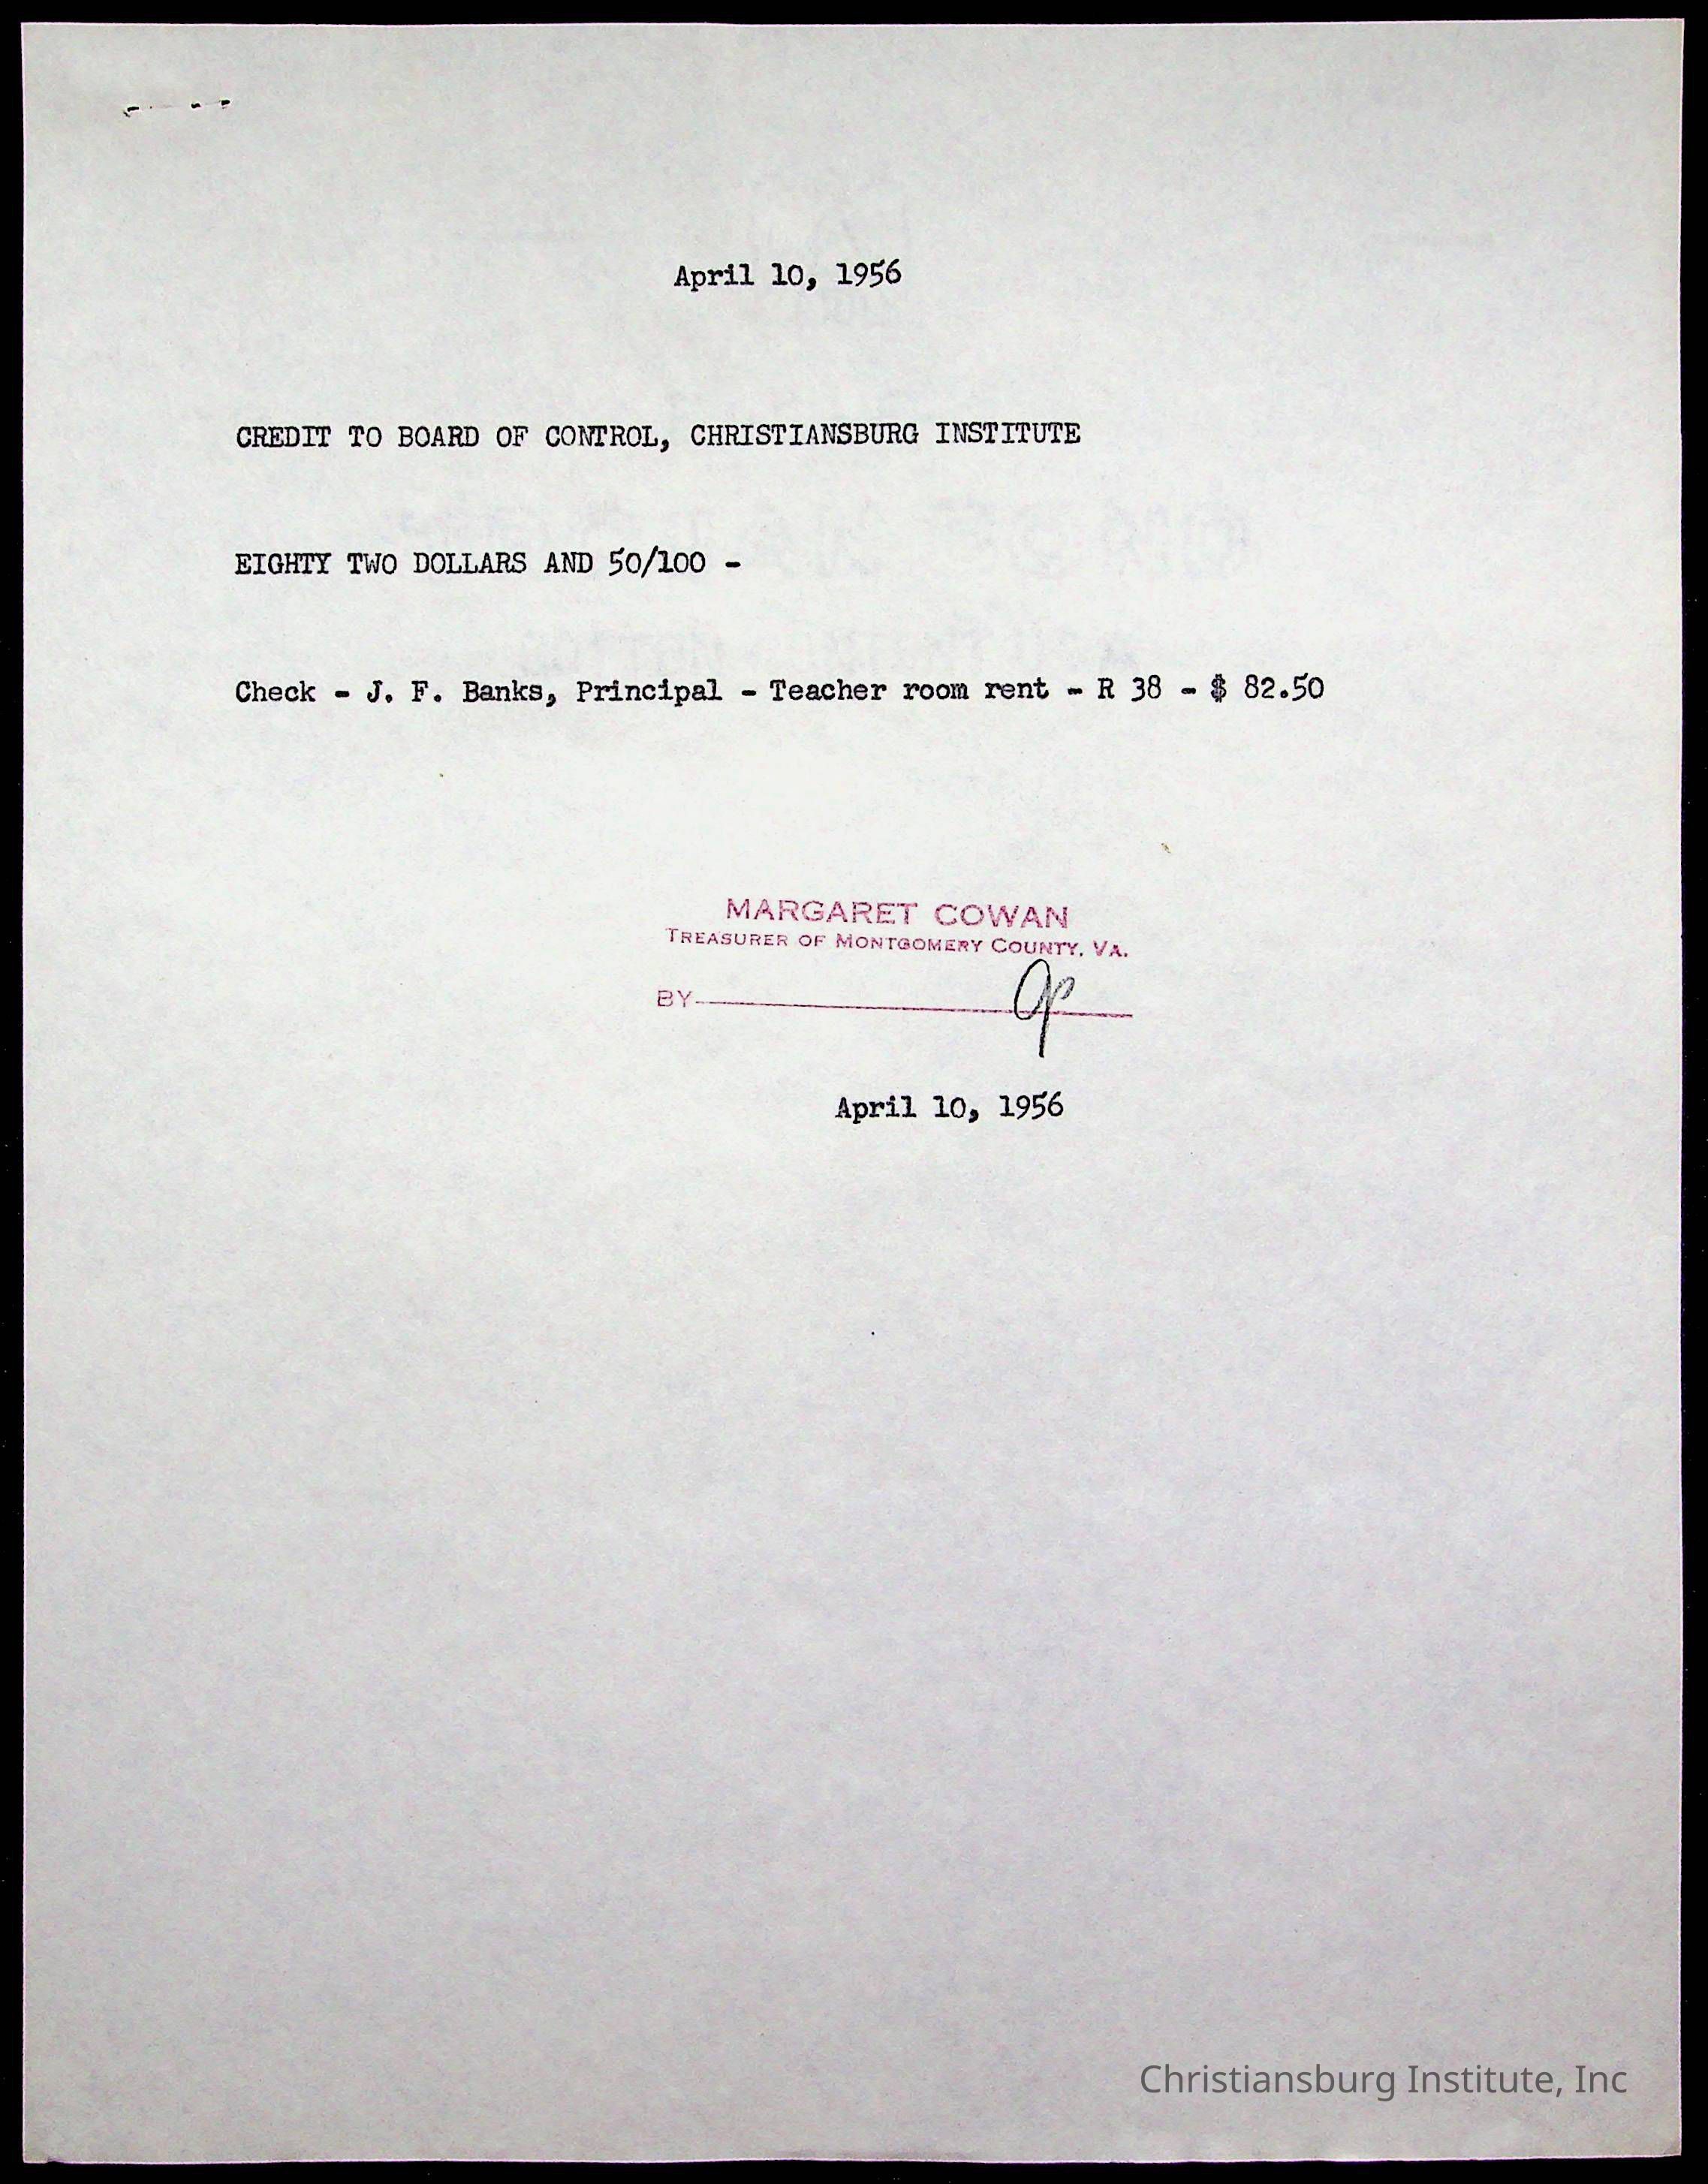 April 10, 1956
CREDIT TO BOARD OF CONTROL, CHRISTIANSBURG INSTITUTE
EIGHTY TWO DOLLARS AND 50/100 -
Check - J. F. Banks, Principal - Teacher room rent - R 38 - $ 82.50
MARGARET COWAN
TREASURER OF MONTGOMERY COUNTY, VA.
BY
April 10, 1956
Christiansburg Institute, Inc